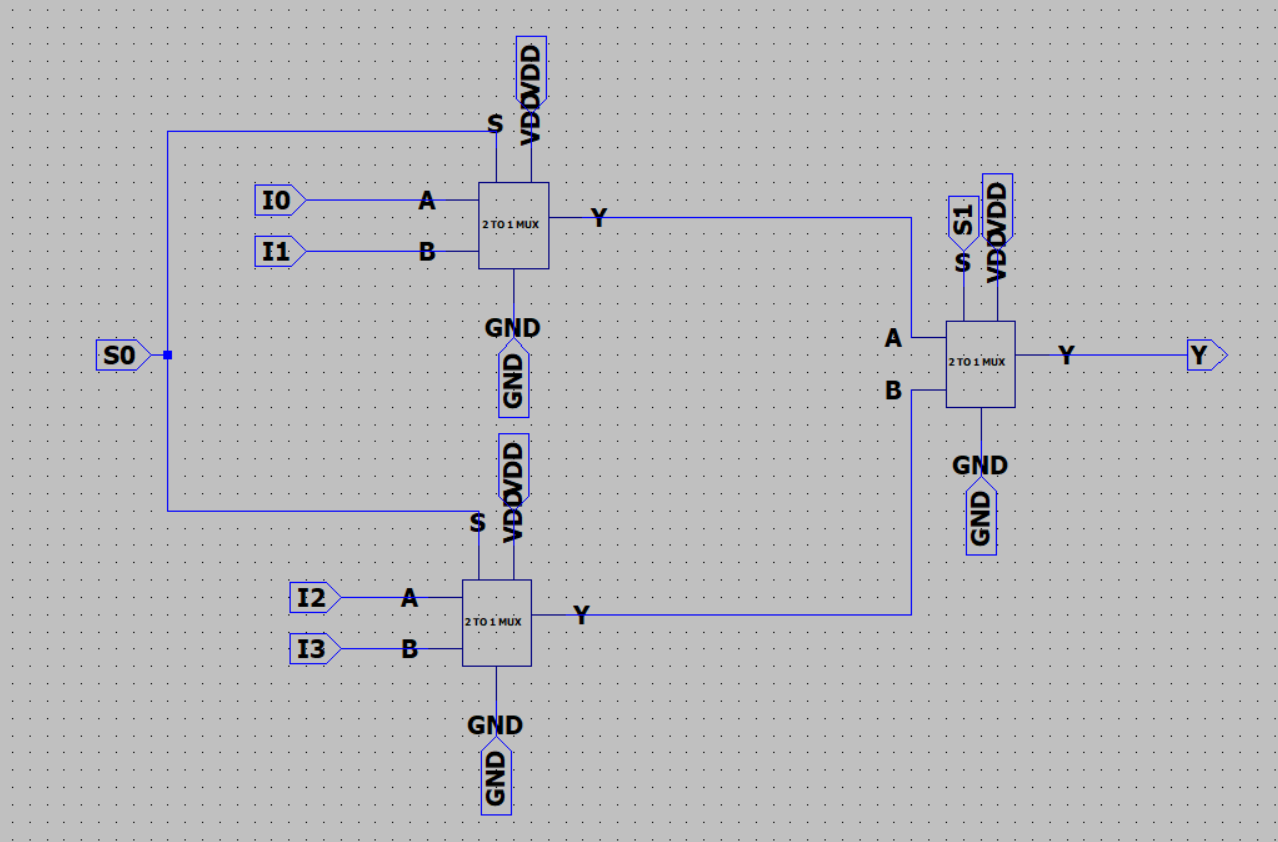 VDD
VDD
S
I0
A
2 TO 1 MUX
Y
I1
B
GND
GND
S0
VDD
VDD
S
I2
A
2 TO 1 MUX
Y
I3
B
GND
GND
S1
S
VDD
VDD
A
B
2 TO 1 MUX
Y
Y
GND
GND